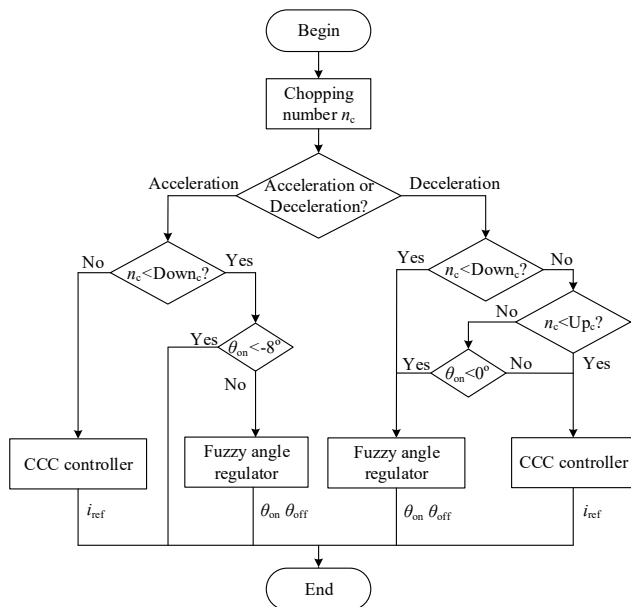 Begin
Chopping
number nc
Acceleration
Acceleration or
Deceleration?
Deceleration
No
nc<Downc?
Yes
Yes
nc<Downc?
No
No
nc<Upc?
Yes
θon<-8°
Yes
θon<0°
No
Yes
No
CCC controller
Fuzzy angle
regulator
Fuzzy angle
regulator
CCC controller
iref
θon θoff
θon θoff
iref
End